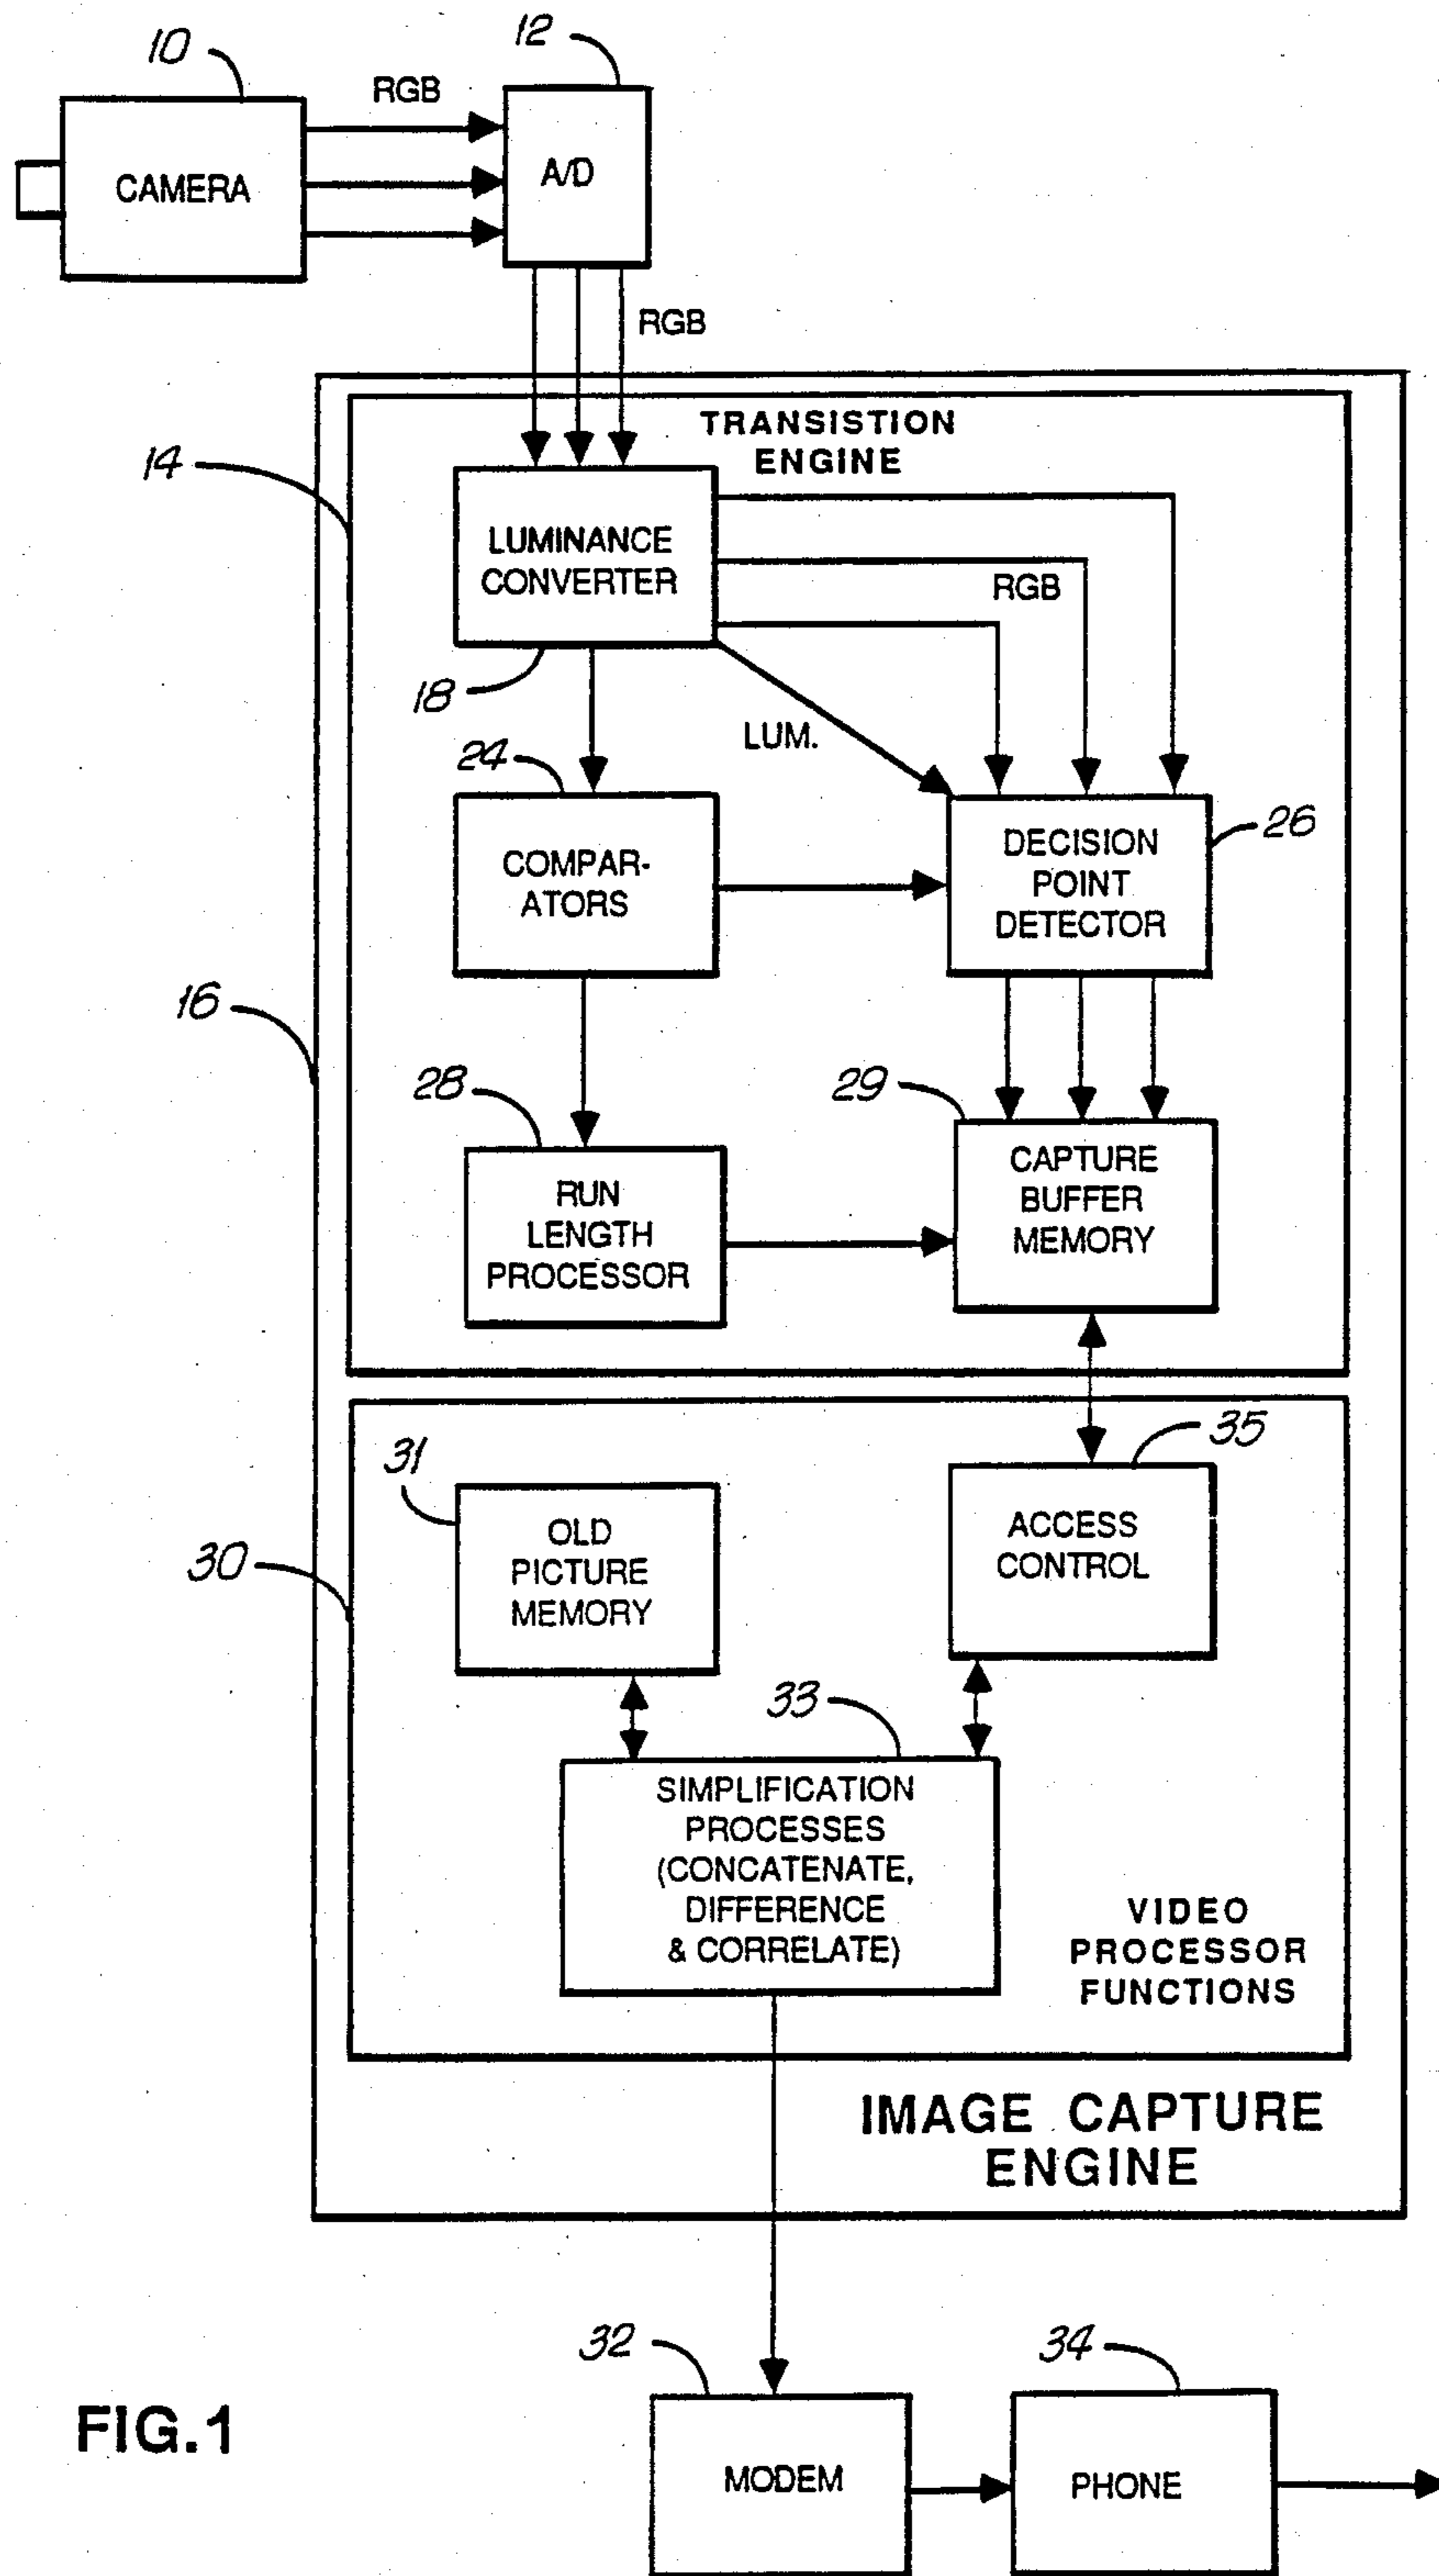 10
12
RGB
CAMERA
A/D
RGB
TRANSISTION
ENGINE
14
LUMINANCE
CONVERTER
RGB
18
LUM.
24
26
COMPAR-
ATORS
DECISION
POINT
DETECTOR
16
28
29
RUN
LENGTH
PROCESSOR
CAPTURE
BUFFER
MEMORY
31
35
OLD
PICTURE
MEMORY
ACCESS
CONTROL
30
33
SIMPLIFICATION
PROCESSES
(CONCATENATE,
DIFFERENCE
& CORRELATE)
VIDEO
PROCESSOR
FUNCTIONS
IMAGE CAPTURE
ENGINE
32
34
FIG.1
MODEM
PHONE